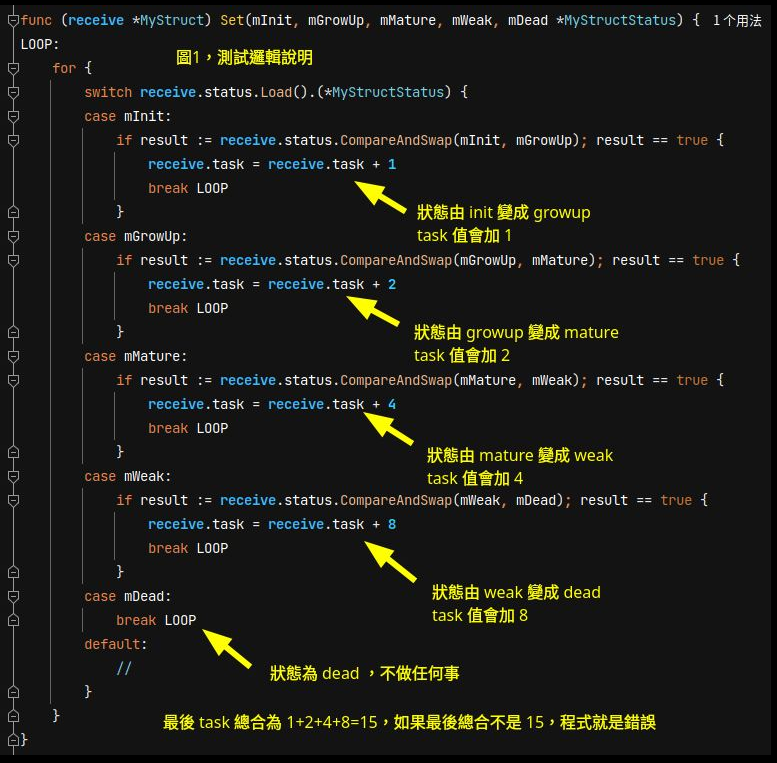 func (receive *MyStruct) Set(mInit, mGrowUp, mMature, mWeak, mDead *MyStructStatus) { 1个用法
LOOP:
圖1，測試邏輯說明
for {
switch receive.status.Load().(*MyStructStatus) {
case mInit:
if result := receive.status.CompareAndSwap(mInit, mGrowUp); result == true {
receive.task = receive.task + 1
break LOOP
}
狀態由 init 變成 growup
task 值會加 1
case mGrowUp:
if result := receive.status.CompareAndSwap(mGrowUp, mMature); result == true {
receive.task = receive.task + 2
break LOOP
}
狀態由 growup 變成 mature
task 值會加 2
case mMature:
if result := receive.status.CompareAndSwap(mMature, mWeak); result == true {
receive.task = receive.task + 4
break LOOP
}
狀態由 mature 變成 weak
task 值會加 4
case mWeak:
if result := receive.status.CompareAndSwap(mWeak, mDead); result == true {
receive.task = receive.task + 8
break LOOP
}
狀態由 weak 變成 dead
task 值會加 8
case mDead:
break LOOP
default:
//
狀態為 dead ，不做任何事
}
}
最後 task 總合為 1+2+4+8=15，如果最後總合不是 15，程式就是錯誤
}